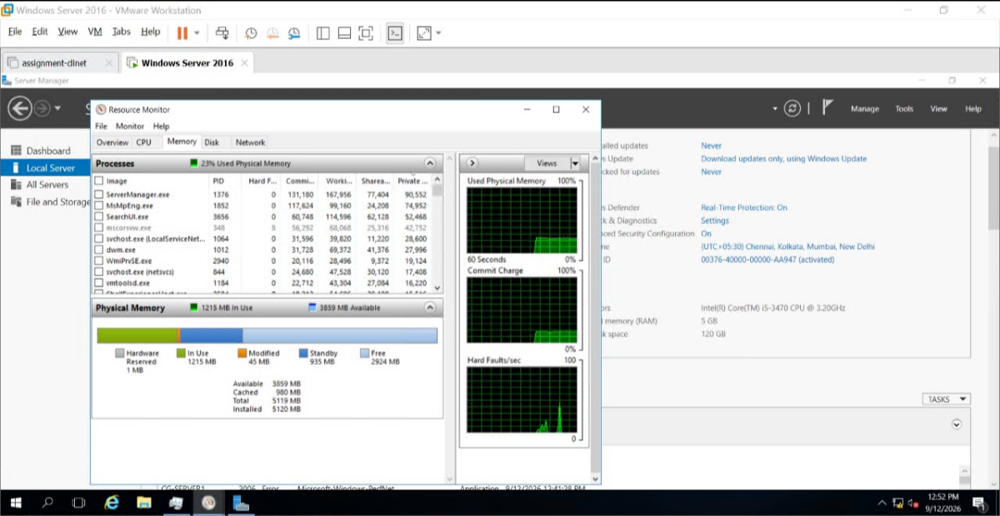 Windows Server 2016 - VMware Workstation
File Edit View VM Tabs Help
assignment-dinet
Windows Server 2016
Server Manager
Manage Tools View Help
Dashboard
Local Server
All Servers
File and Storage
Resource Monitor
File Monitor Help
Overview CPU Memory Disk Network
Processes 23% Used Physical Memory
Image PID Hard F... Commi... Worki... Sharea... Private ...
ServerManager.exe 1376 0 131,180 167,956 77,404 90,552
MsMpEng.exe 1852 0 117,624 99,160 24,208 74,952
SearchUI.exe 3656 0 60,748 114,596 62,128 52,468
mscorsvw.exe 348 8 56,292 68,068 25,316 42,752
svchost.exe (LocalServiceNet... 1064 0 31,596 39,820 11,220 28,600
dwm.exe 1012 0 31,728 69,372 41,376 27,996
WmiPrvSE.exe 2940 0 20,116 28,496 9,372 19,124
svchost.exe (netsvcs) 844 0 24,680 47,528 30,120 17,408
vmtoolsd.exe 1184 0 22,712 43,304 27,084 16,220
Physical Memory 1215 MB In Use 3859 MB Available
Hardware Reserved
1 MB
In Use
1215 MB
Modified
45 MB
Standby
935 MB
Free
2924 MB
Available 3859 MB
Cached 980 MB
Total 5119 MB
Installed 5120 MB
Views
Used Physical Memory 100%
60 Seconds 0%
Commit Charge 100%
0%
Hard Faults/sec 100
0
alled updates Never
s Update Download updates only, using Windows Update
cked for updates Never
s Defender Real-Time Protection: On
k & Diagnostics Settings
ced Security Configuration On
ne (UTC+05:30) Chennai, Kolkata, Mumbai, New Delhi
ID 00376-40000-00000-AA947 (activated)
ors Intel(R) Core(TM) i5-3470 CPU @ 3.20GHz
memory (RAM) 5 GB
k space 120 GB
TASKS
CG-SERVER1 2006 Error Microsoft-Windows-PerfNet Application 9/12/2026 12:41:28 PM
12:52 PM
9/12/2026
1